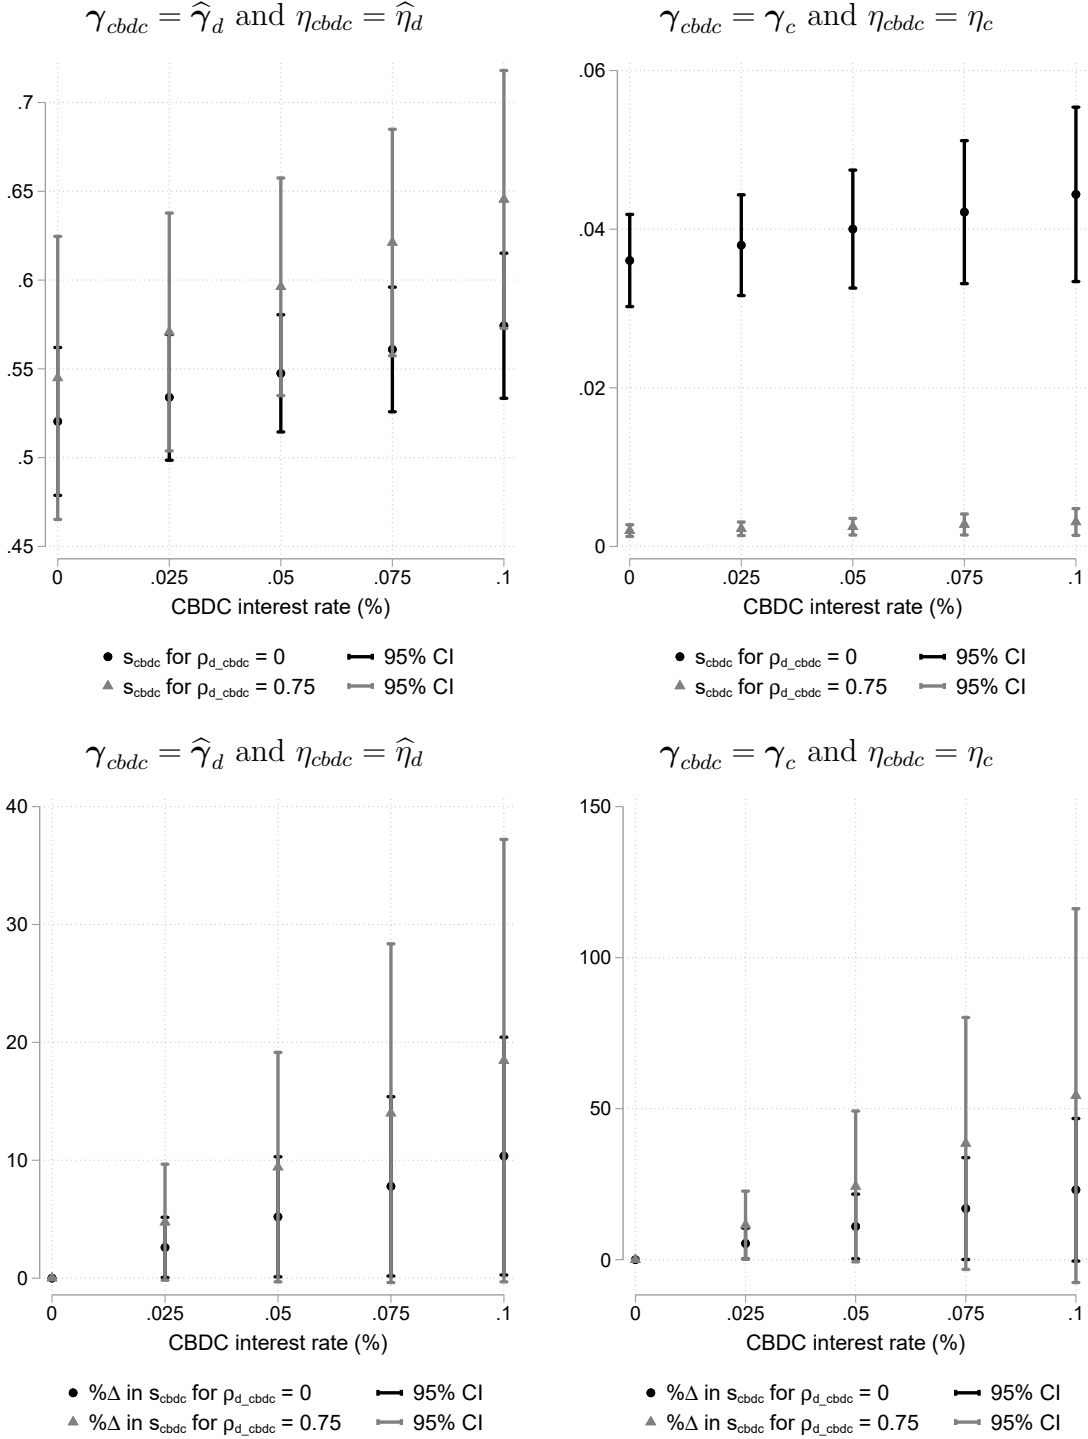 γ_cbdc = γ̂_d and η_cbdc = η̂_d
.7
.65
.6
.55
.5
.45
0 .025 .05 .075 .1
CBDC interest rate (%)
s_cbdc for ρ_d_cbdc = 0 95% CI
s_cbdc for ρ_d_cbdc = 0.75 95% CI
γ_cbdc = γ_c and η_cbdc = η_c
.06
.04
.02
0
0 .025 .05 .075 .1
CBDC interest rate (%)
s_cbdc for ρ_d_cbdc = 0 95% CI
s_cbdc for ρ_d_cbdc = 0.75 95% CI
γ_cbdc = γ̂_d and η_cbdc = η̂_d
40
30
20
10
0
0 .025 .05 .075 .1
CBDC interest rate (%)
%Δ in s_cbdc for ρ_d_cbdc = 0 95% CI
%Δ in s_cbdc for ρ_d_cbdc = 0.75 95% CI
γ_cbdc = γ_c and η_cbdc = η_c
150
100
50
0
0 .025 .05 .075 .1
CBDC interest rate (%)
%Δ in s_cbdc for ρ_d_cbdc = 0 95% CI
%Δ in s_cbdc for ρ_d_cbdc = 0.75 95% CI